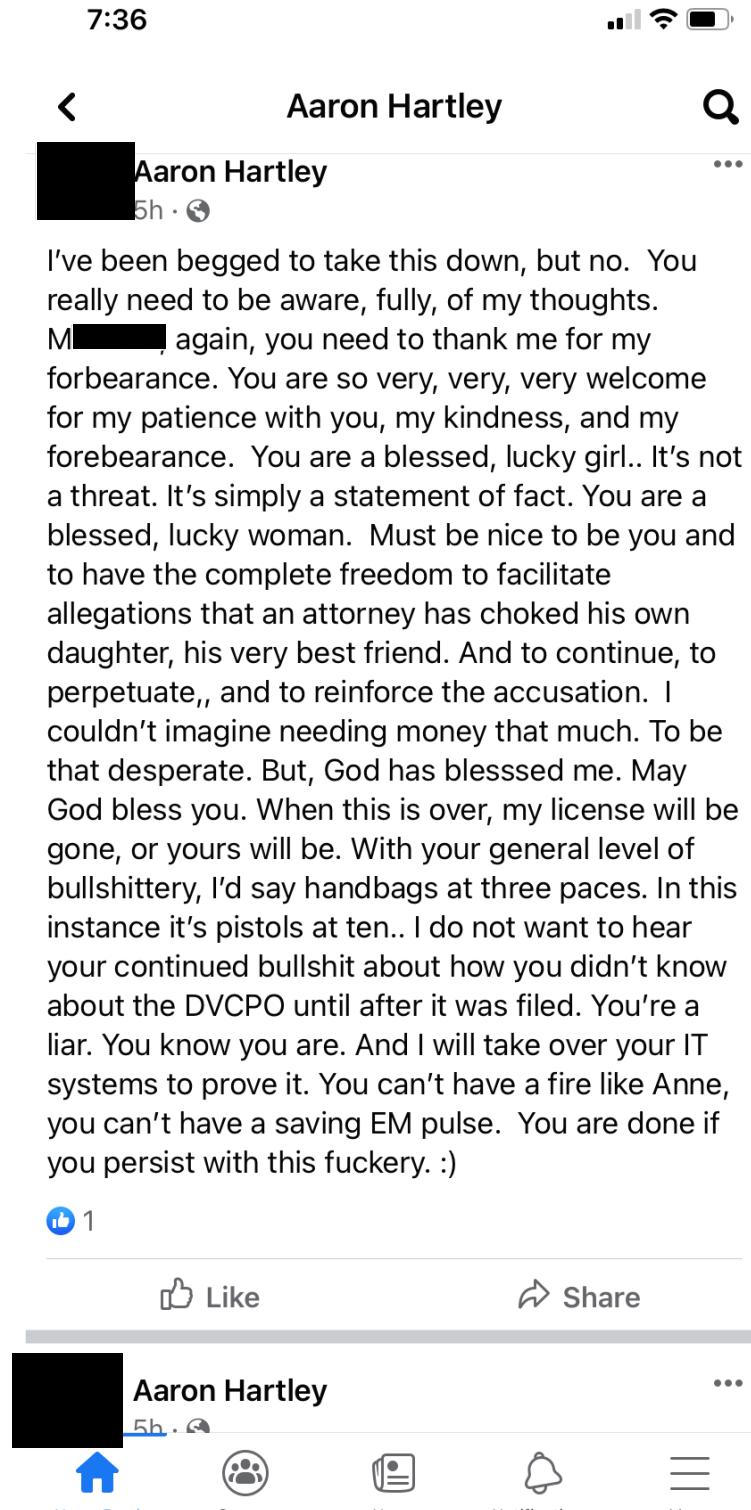 7:36
Aaron Hartley
Aaron Hartley
5h ·
I've been begged to take this down, but no.  You
really need to be aware, fully, of my thoughts.
M , again, you need to thank me for my
forbearance. You are so very, very, very welcome
for my patience with you, my kindness, and my
forebearance.  You are a blessed, lucky girl.. It's not
a threat. It's simply a statement of fact. You are a
blessed, lucky woman.  Must be nice to be you and
to have the complete freedom to facilitate
allegations that an attorney has choked his own
daughter, his very best friend. And to continue, to
perpetuate,, and to reinforce the accusation.  I
couldn't imagine needing money that much. To be
that desperate. But, God has blesssed me. May
God bless you. When this is over, my license will be
gone, or yours will be. With your general level of
bullshittery, I'd say handbags at three paces. In this
instance it's pistols at ten.. I do not want to hear
your continued bullshit about how you didn't know
about the DVCPO until after it was filed. You're a
liar. You know you are. And I will take over your IT
systems to prove it. You can't have a fire like Anne,
you can't have a saving EM pulse.  You are done if
you persist with this fuckery. :)
1
Like Share
Aaron Hartley
5h ·